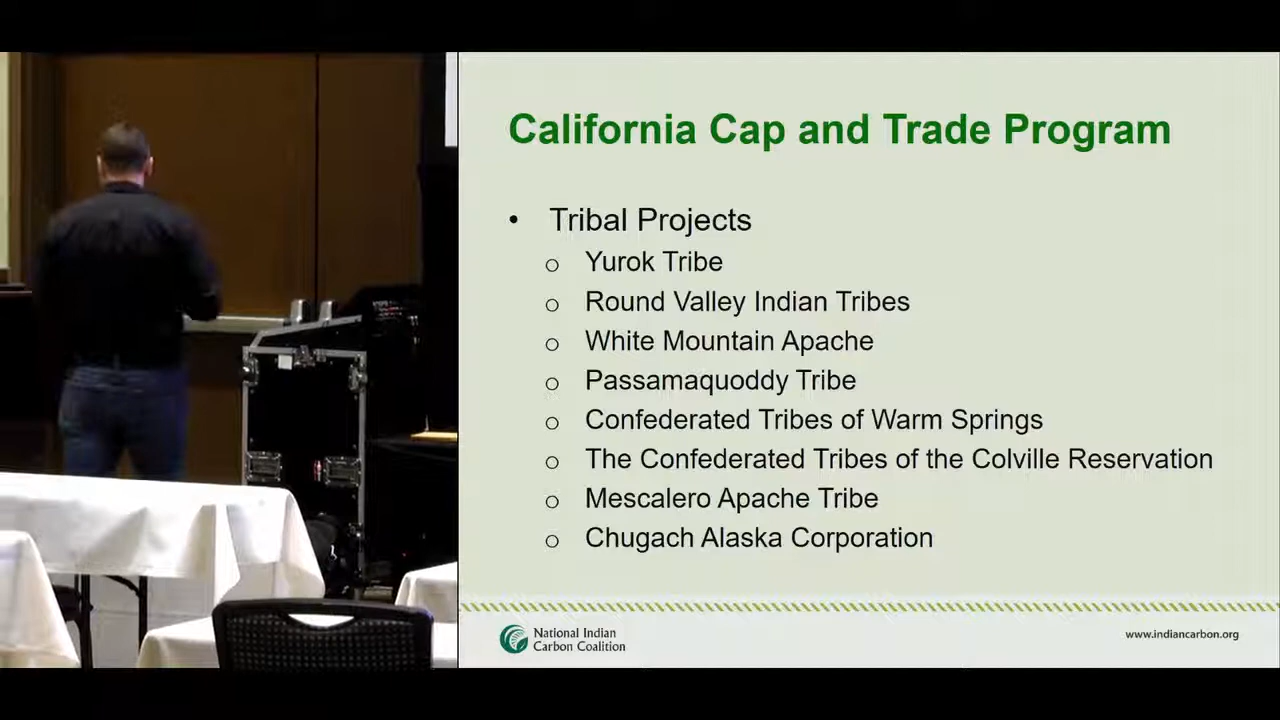 California Cap and Trade Program
• Tribal Projects
o Yurok Tribe
o Round Valley Indian Tribes
o White Mountain Apache
o Passamaquoddy Tribe
o Confederated Tribes of Warm Springs
o The Confederated Tribes of the Colville Reservation
o Mescalero Apache Tribe
o Chugach Alaska Corporation
National Indian
Carbon Coalition
www.indiancarbon.org